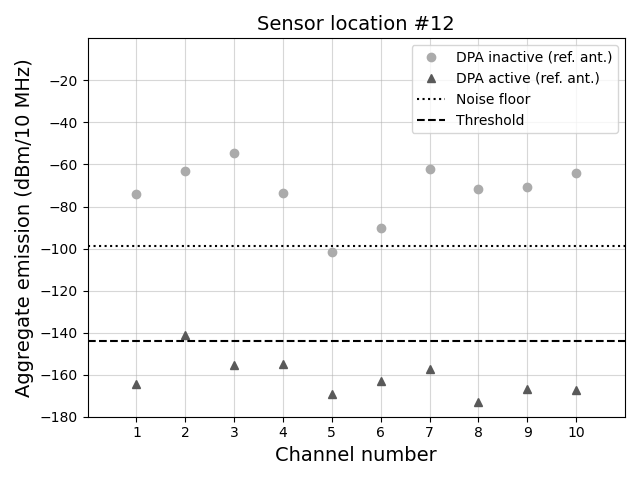 Sensor location #12
DPA inactive (ref. ant.)
DPA active (ref. ant.)
Noise floor
Threshold
Aggregate emission (dBm/10 MHz)
−20
−40
−60
−80
−100
−120
−140
−160
−180
1 2 3 4 5 6 7 8 9 10
Channel number